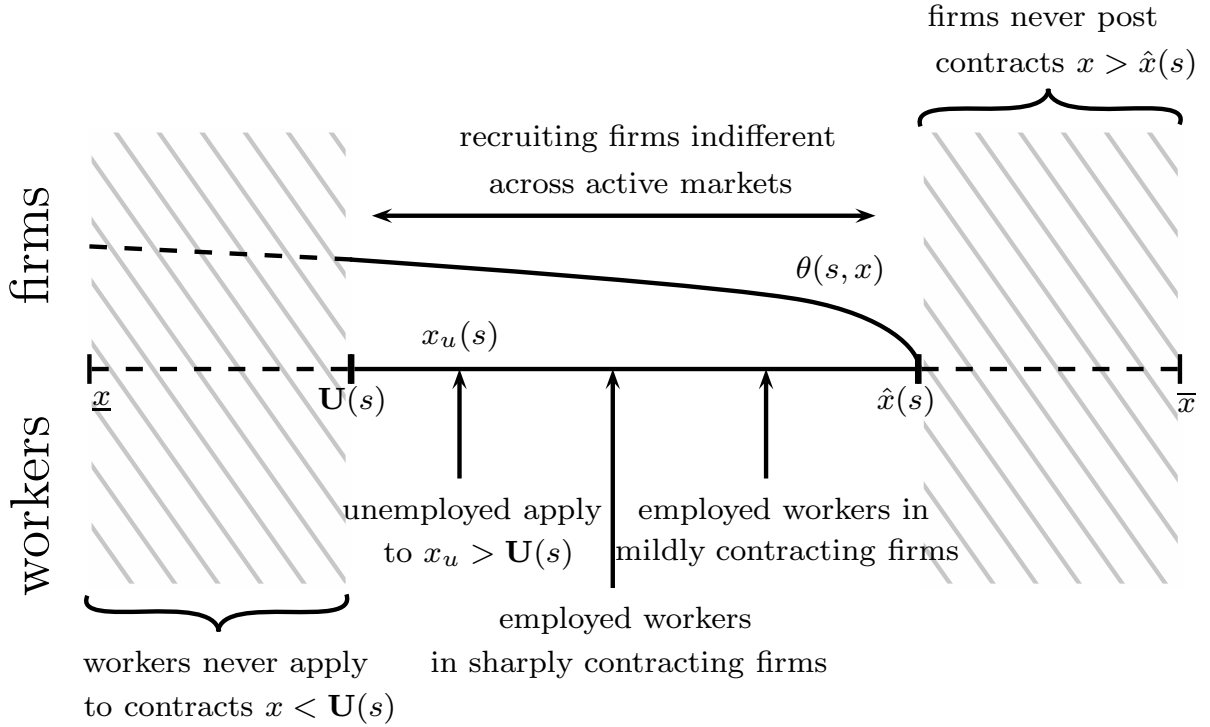 firms never post
contracts x > x̂(s)
recruiting firms indifferent
across active markets
firms
θ(s, x)
x_u(s)
x̲
U(s)
x̂(s)
x̅
workers
unemployed apply
to x_u > U(s)
employed workers in
mildly contracting firms
employed workers
in sharply contracting firms
workers never apply
to contracts x < U(s)